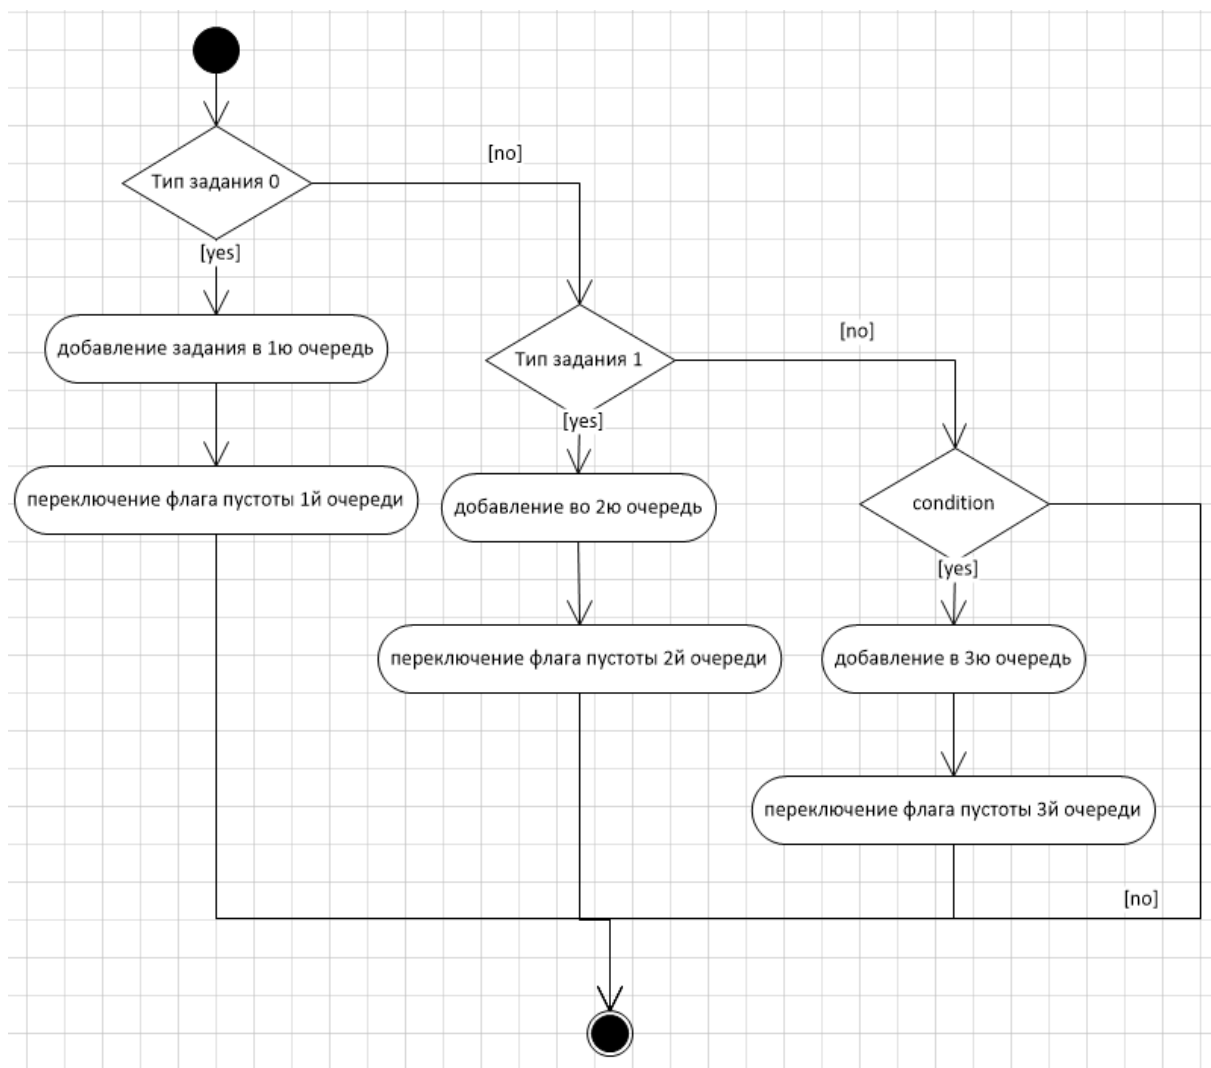 [no]
Тип задания 0
[yes]
[no]
добавление задания в 1ю очередь
Тип задания 1
[yes]
переключение флага пустоты 1й очереди
добавление во 2ю очередь
condition
[yes]
переключение флага пустоты 2й очереди
добавление в 3ю очередь
переключение флага пустоты 3й очереди
[no]